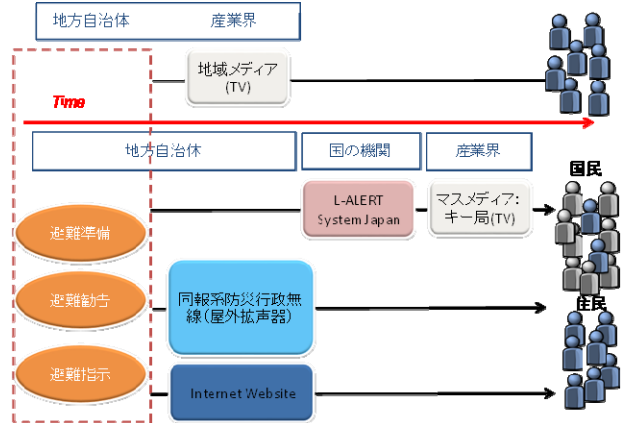 地方自治体
産業界
地域メディア
(TV)
Time
地方自治体
国の機関
産業界
国民
L-ALERT
System Japan
マスメディア:
キー局(TV)
避難準備
避難勧告
同報系防災行政無
線(屋外拡声器)
住民
避難指示
Internet Website